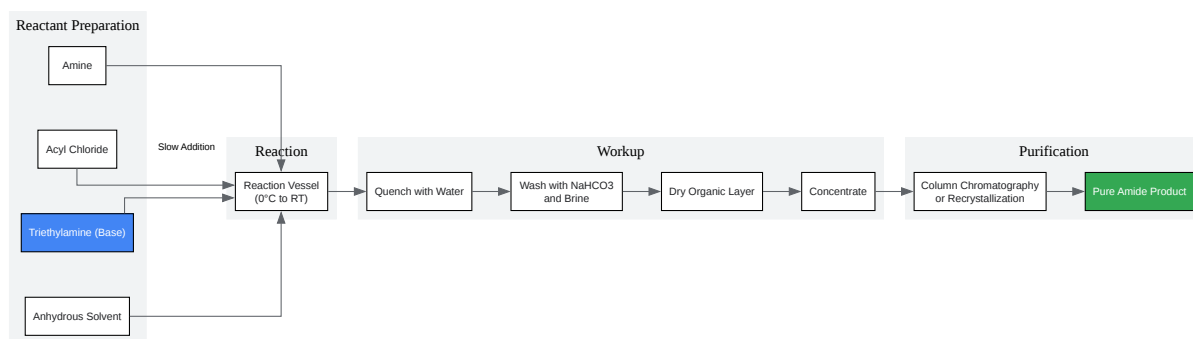 Reactant Preparation
Amine
Acyl Chloride
Slow Addition
Triethylamine (Base)
Anhydrous Solvent
Reaction
Reaction Vessel
(0°C to RT)
Workup
Quench with Water
Wash with NaHCO3
and Brine
Dry Organic Layer
Concentrate
Purification
Column Chromatography
or Recrystallization
Pure Amide Product